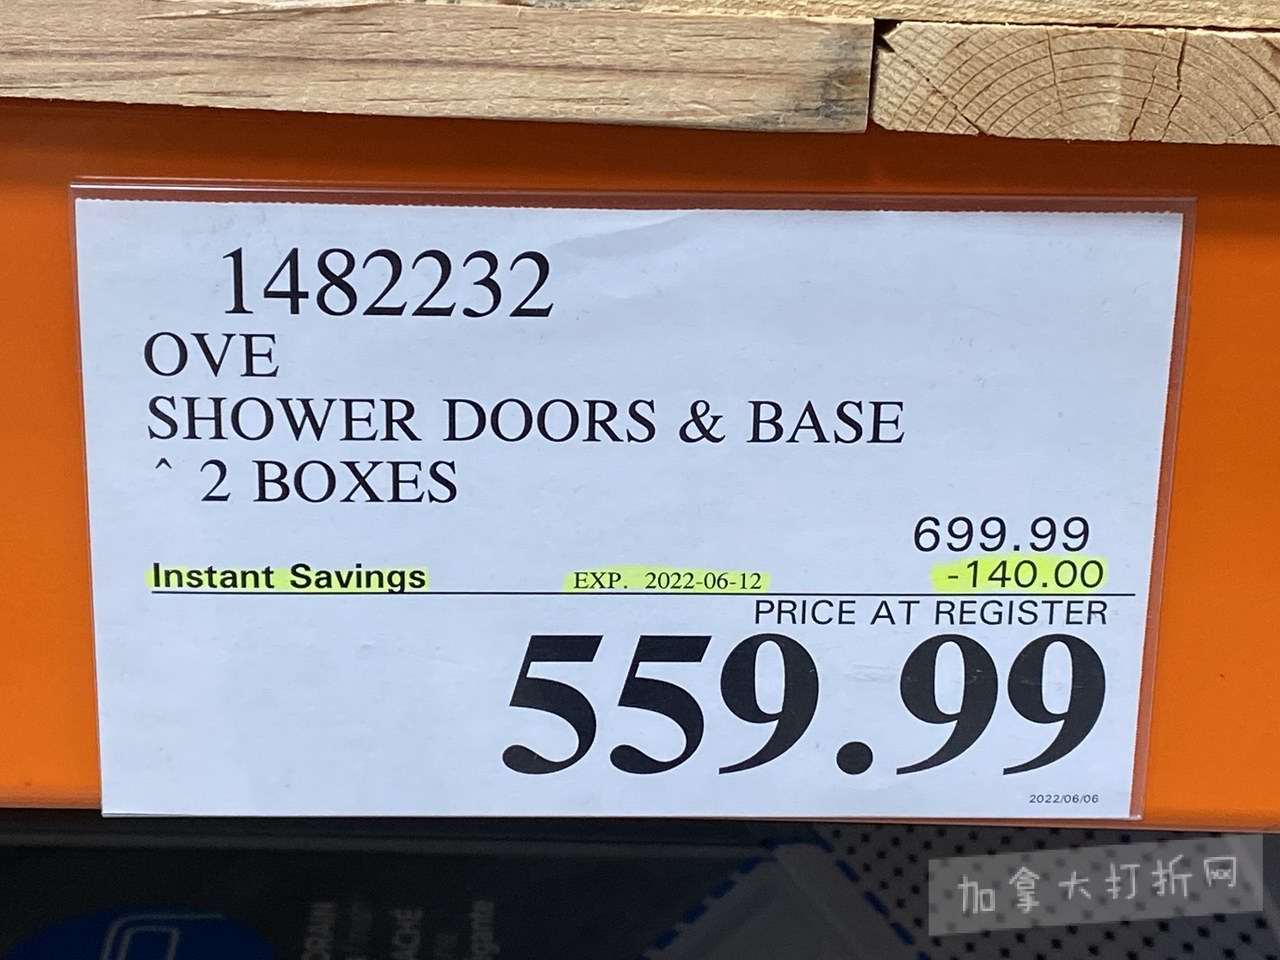 1482232
OVE
SHOWER DOORS & BASE
^ 2 BOXES
699.99
Instant Savings EXP. 2022-06-12 -140.00
PRICE AT REGISTER
559.99
2022/06/06
加拿大打折网